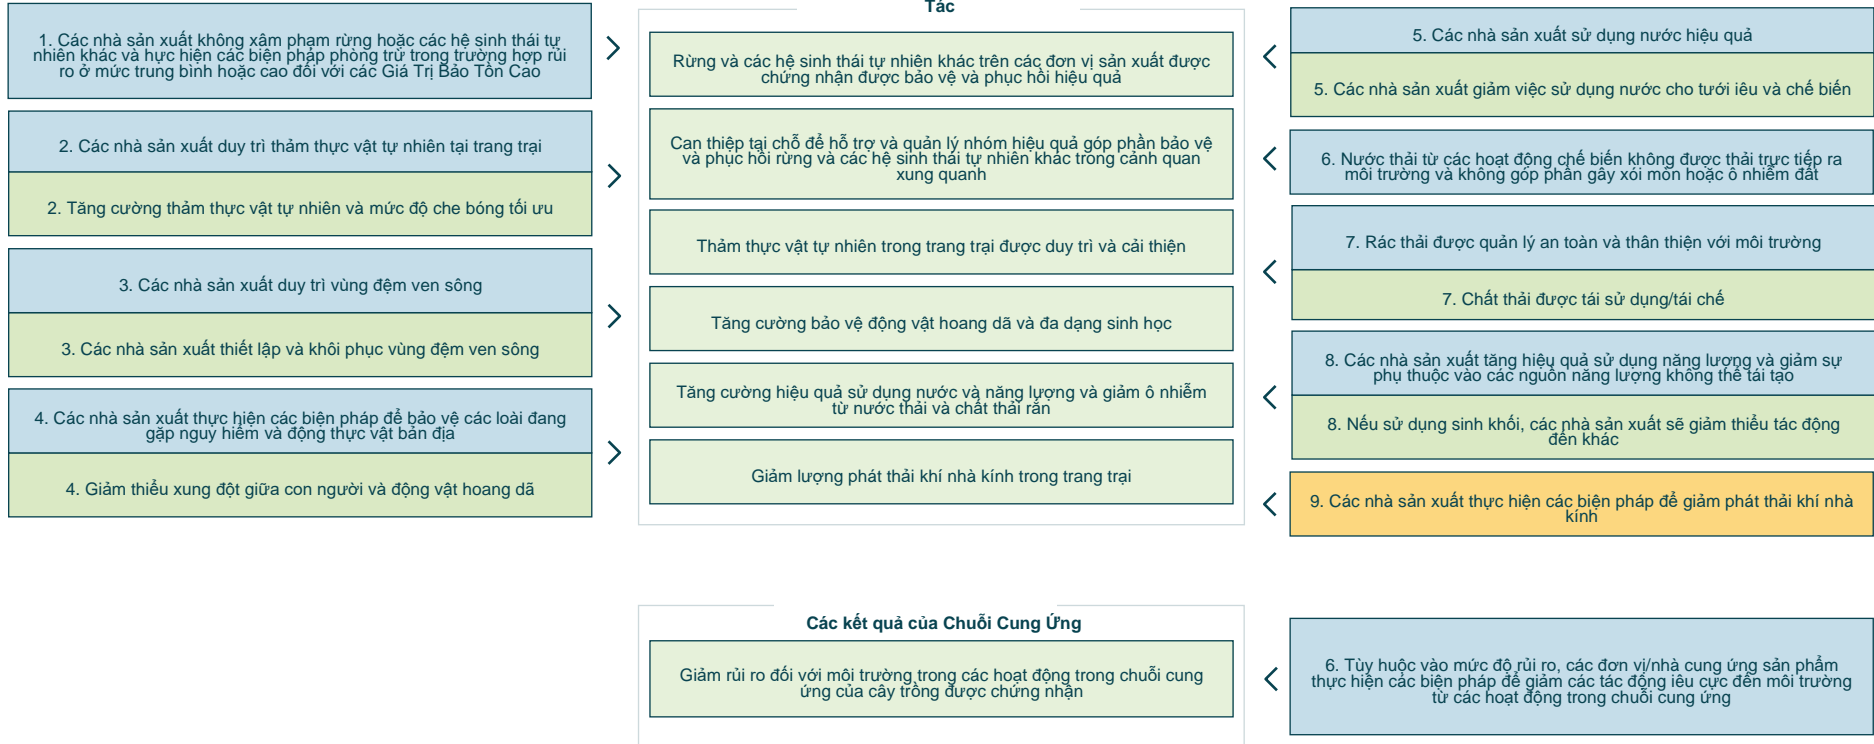 Tác
1. Các nhà sản xuất không xâm phạm rừng hoặc các hệ sinh thái tự
nhiên khác và hực hiện các biện pháp phòng trừ trong trường hợp rủi
ro ở mức trung bình hoặc cao đối với các Giá Trị Bảo Tồn Cao
2. Các nhà sản xuất duy trì thảm thực vật tự nhiên tại trang trại
2. Tăng cường thảm thực vật tự nhiên và mức độ che bóng tối ưu
3. Các nhà sản xuất duy trì vùng đệm ven sông
3. Các nhà sản xuất thiết lập và khôi phục vùng đệm ven sông
4. Các nhà sản xuất thực hiện các biện pháp để bảo vệ các loài đang
gặp nguy hiểm và động thực vật bản địa
4. Giảm thiểu xung đột giữa con người và động vật hoang dã
Rừng và các hệ sinh thái tự nhiên khác trên các đơn vị sản xuất được
chứng nhận được bảo vệ và phục hồi hiệu quả
Can thiệp tại chỗ để hỗ trợ và quản lý nhóm hiệu quả góp phần bảo vệ
và phục hồi rừng và các hệ sinh thái tự nhiên khác trong cảnh quan
xung quanh
Thảm thực vật tự nhiên trong trang trại được duy trì và cải thiện
Tăng cường bảo vệ động vật hoang dã và đa dạng sinh học
Tăng cường hiệu quả sử dụng nước và năng lượng và giảm ô nhiễm
từ nước thải và chất thải rắn
Giảm lượng phát thải khí nhà kính trong trang trại
5. Các nhà sản xuất sử dụng nước hiệu quả
5. Các nhà sản xuất giảm việc sử dụng nước cho tưới iêu và chế biến
6. Nước thải từ các hoạt động chế biến không được thải trực tiếp ra
môi trường và không góp phần gây xói mòn hoặc ô nhiễm đất
7. Rác thải được quản lý an toàn và thân thiện với môi trường
7. Chất thải được tái sử dụng/tái chế
8. Các nhà sản xuất tăng hiệu quả sử dụng năng lượng và giảm sự
phụ thuộc vào các nguồn năng lượng không thể tái tạo
8. Nếu sử dụng sinh khối, các nhà sản xuất sẽ giảm thiểu tác động
đến khác
9. Các nhà sản xuất thực hiện các biện pháp để giảm phát thải khí nhà
kính
Các kết quả của Chuỗi Cung Ứng
Giảm rủi ro đối với môi trường trong các hoạt động trong chuỗi cung
ứng của cây trồng được chứng nhận
6. Tùy huộc vào mức độ rủi ro, các đơn vị/nhà cung ứng sản phẩm
thực hiện các biện pháp để giảm các tác động iêu cực đến môi trường
từ các hoạt động trong chuỗi cung ứng